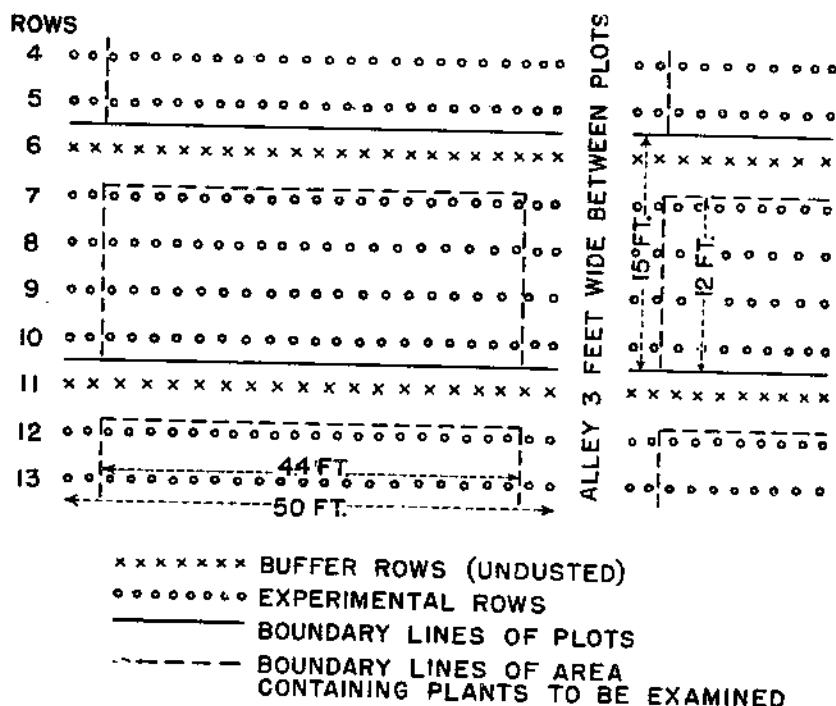 ROWS
4
5
6
7
8
9
10
11
12
13
44 FT.
50 FT.
ALLEY 3 FEET WIDE BETWEEN PLOTS
15 FT.
12 FT.
BUFFER ROWS (UNDUSTED)
EXPERIMENTAL ROWS
BOUNDARY LINES OF PLOTS
BOUNDARY LINES OF AREA
CONTAINING PLANTS TO BE EXAMINED